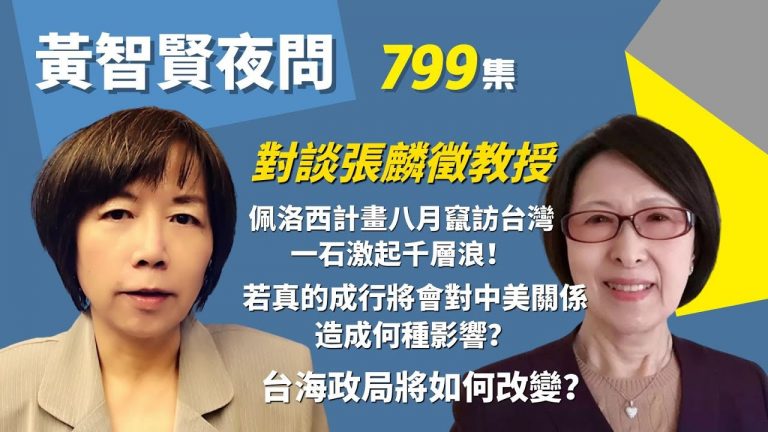 黃智賢夜問 799集
對談張麟徵教授
佩洛西計畫八月竄訪台灣
一石激起千層浪!
若真的成行將會對中美關係
造成何種影響?
台海政局將如何改變?